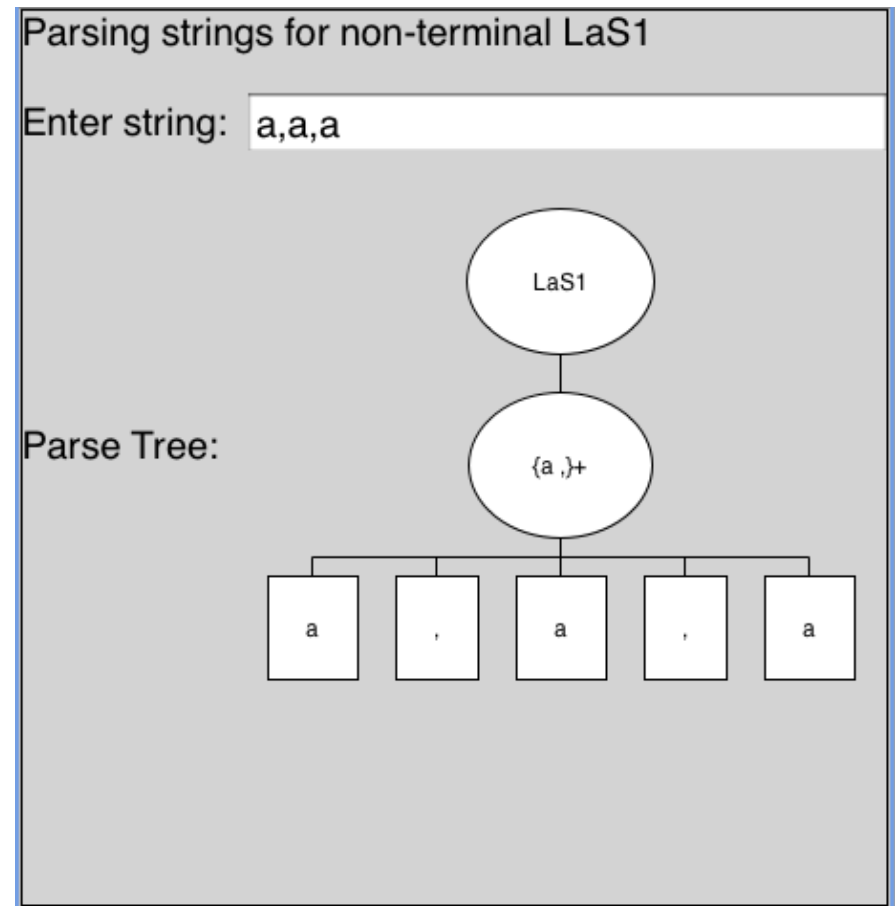 Parsing strings for non-terminal LaS1
Enter string: a,a,a
LaS1
Parse Tree:
{a ,}+
a , a , a